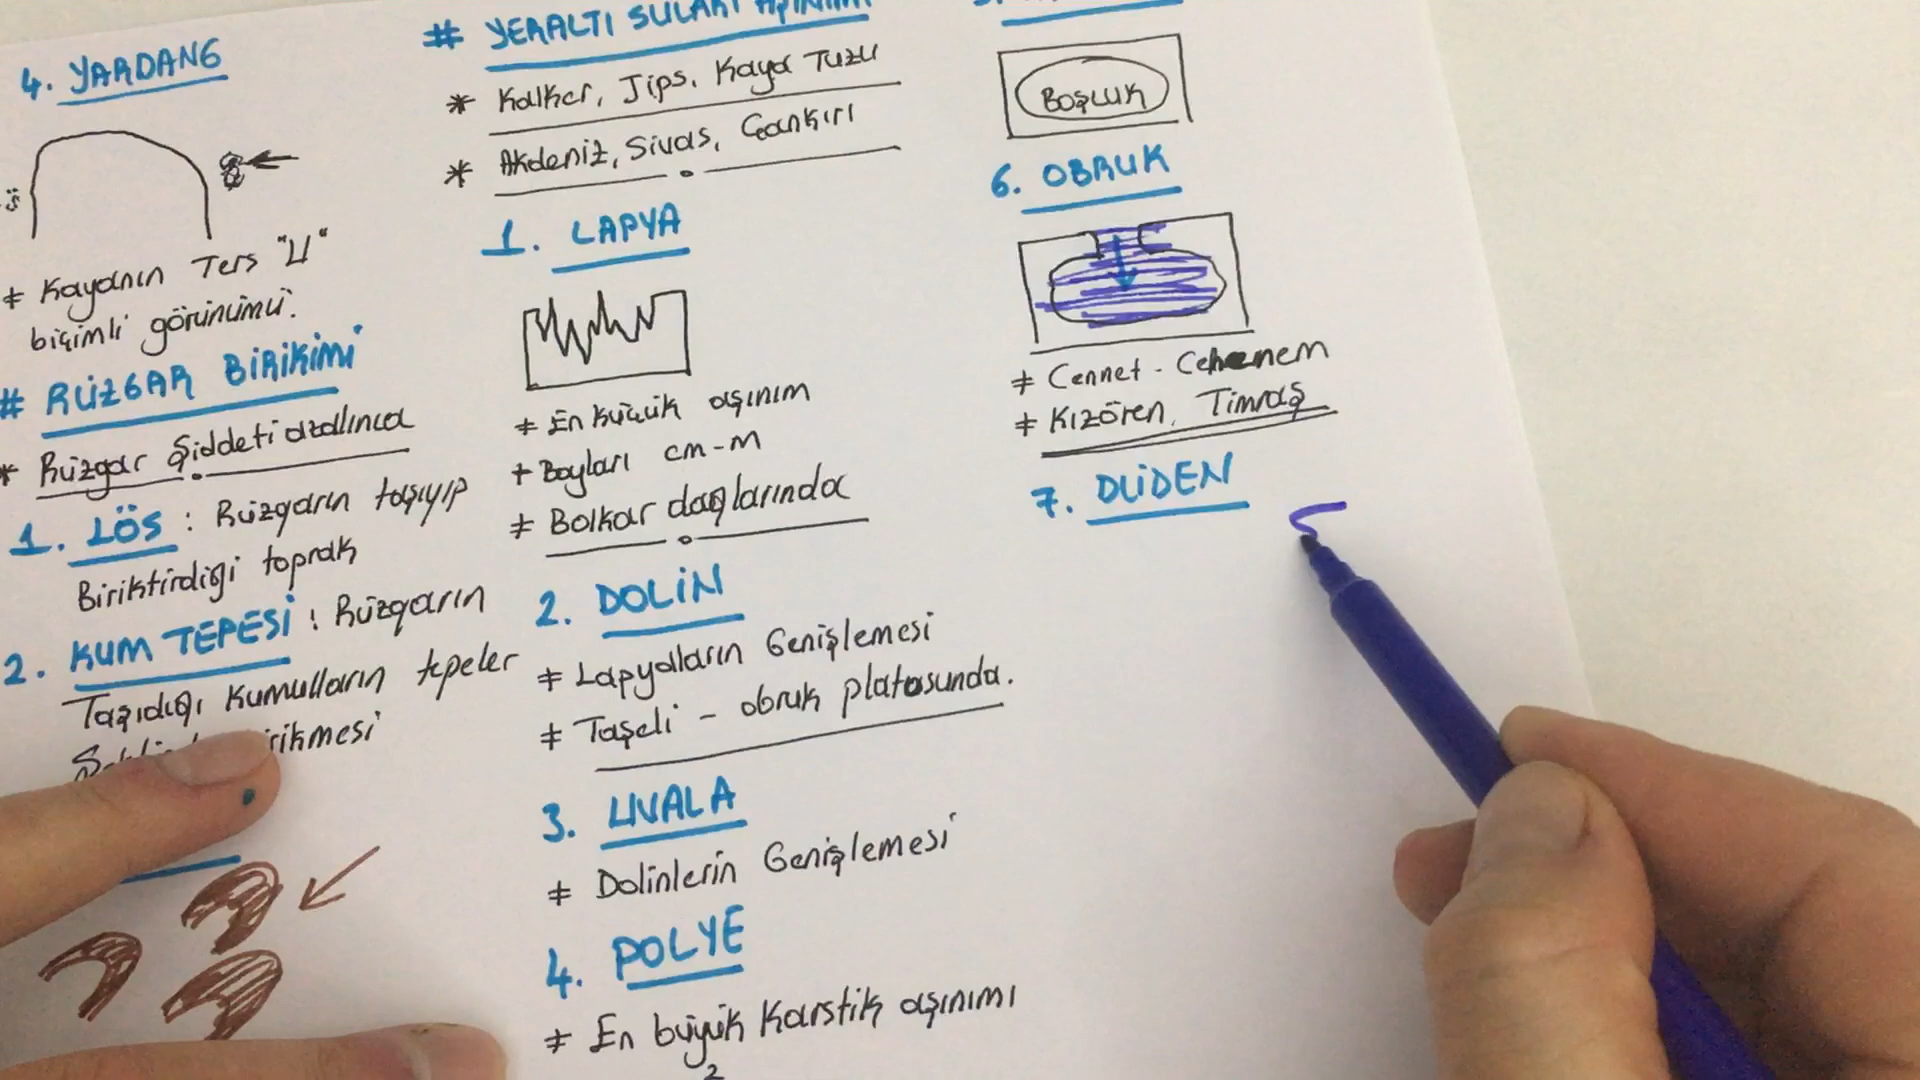 4. YARDANG
* Kayanın Ters "U"
biçimli görünümü.
# RÜZGAR BİRİKİMİ
* Rüzgar şiddeti azalınca
1. LÖS : Rüzgarın taşıyıp
Biriktirdiği toprak
2. KUM TEPESİ : Rüzgarın
Taşıdığı kumulların tepeler
# YERALTI SULARI AŞINIMI
* Kalker, Jips, Kaya Tuzu
* Akdeniz, Sivas, Çankırı
1. LAPYA
* En küçük aşınım
* Boyları cm-m
* Bolkar dağlarında
2. DOLİN
* Lapyaların Genişlemesi
* Taşeli - obruk platosunda.
3. UVALA
* Dolinlerin Genişlemesi
4. POLYE
* En büyük Karstik aşınımı
BOŞLUK
6. OBRUK
* Cennet - Cehenem
* Kızören, Timraş
7. DÜDEN